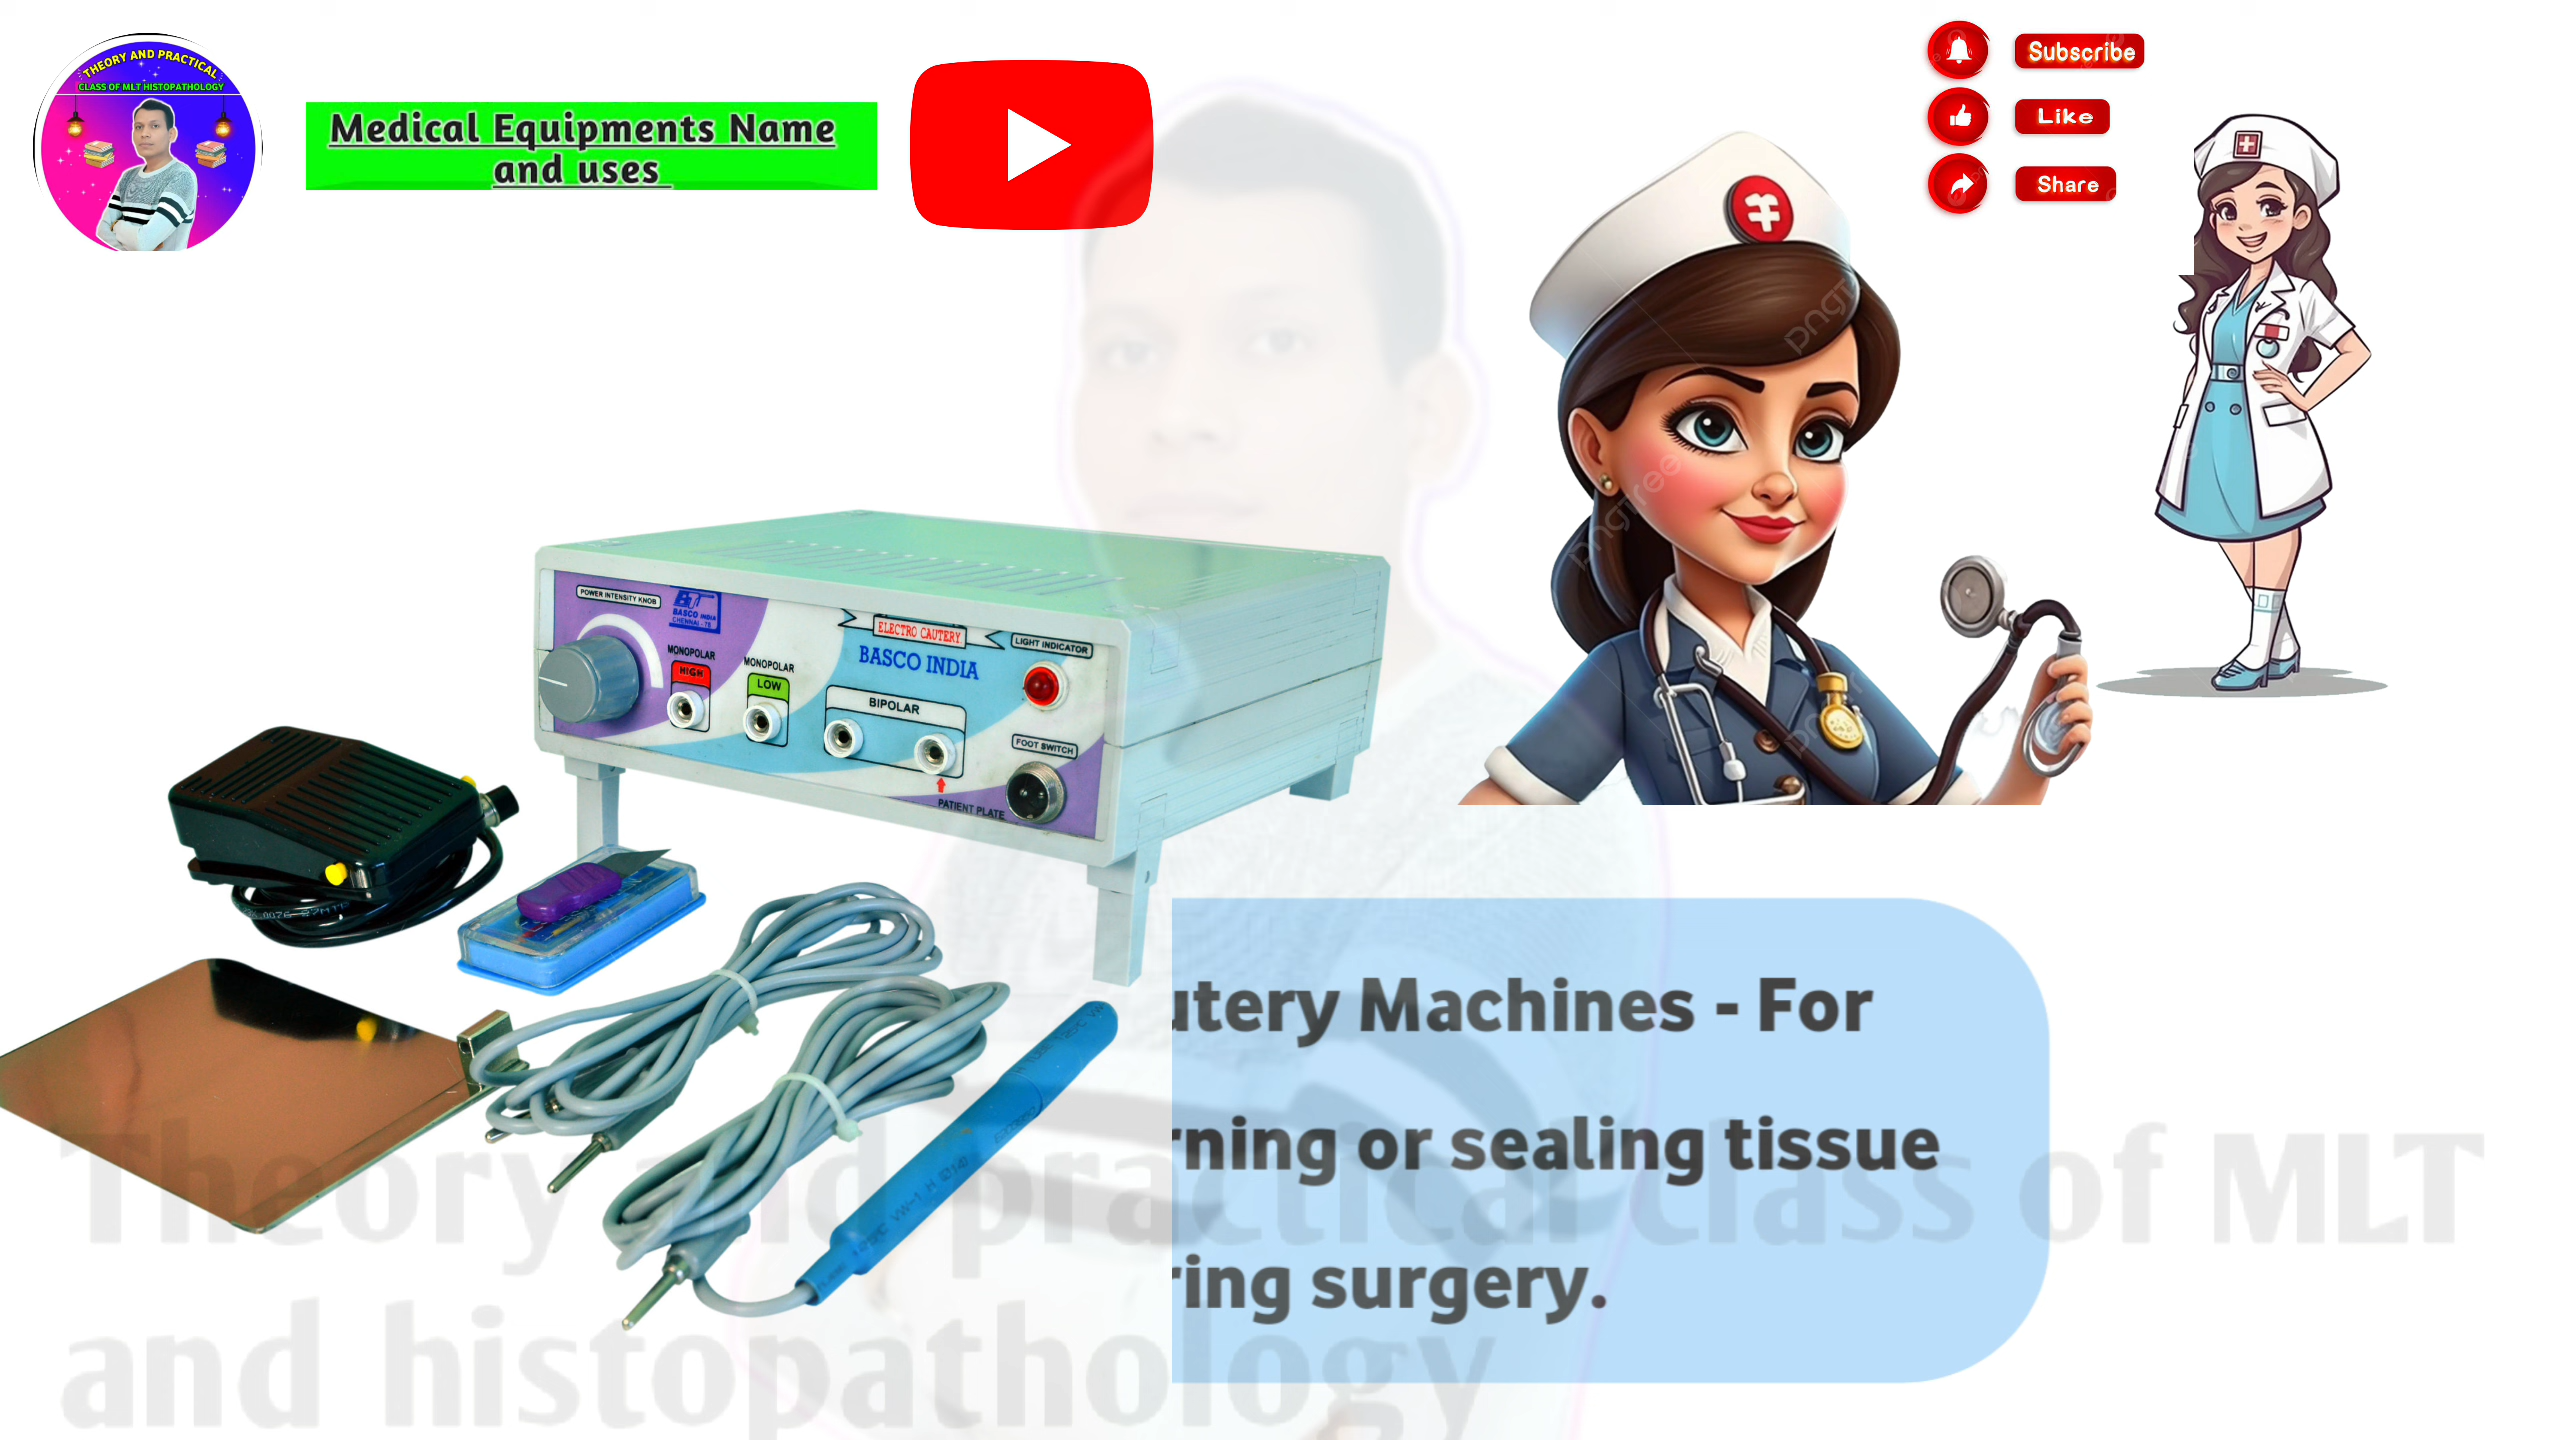 THEORY AND PRACTICAL
CLASS OF MLT HISTOPATHOLOGY
Medical Equipments Name
and uses
Subscribe
Like
Share
POWER INTENSITY KNOB
BASCO INDIA
CHENNAI - 78
MONOPOLAR
HIGH
MONOPOLAR
LOW
ELECTRO CAUTERY
BASCO INDIA
BIPOLAR
LIGHT INDICATOR
FOOT SWITCH
PATIENT PLATE
utery Machines - For
rning or sealing tissue
ring surgery.
Theory and practical class of MLT
and histopathology
pngtree